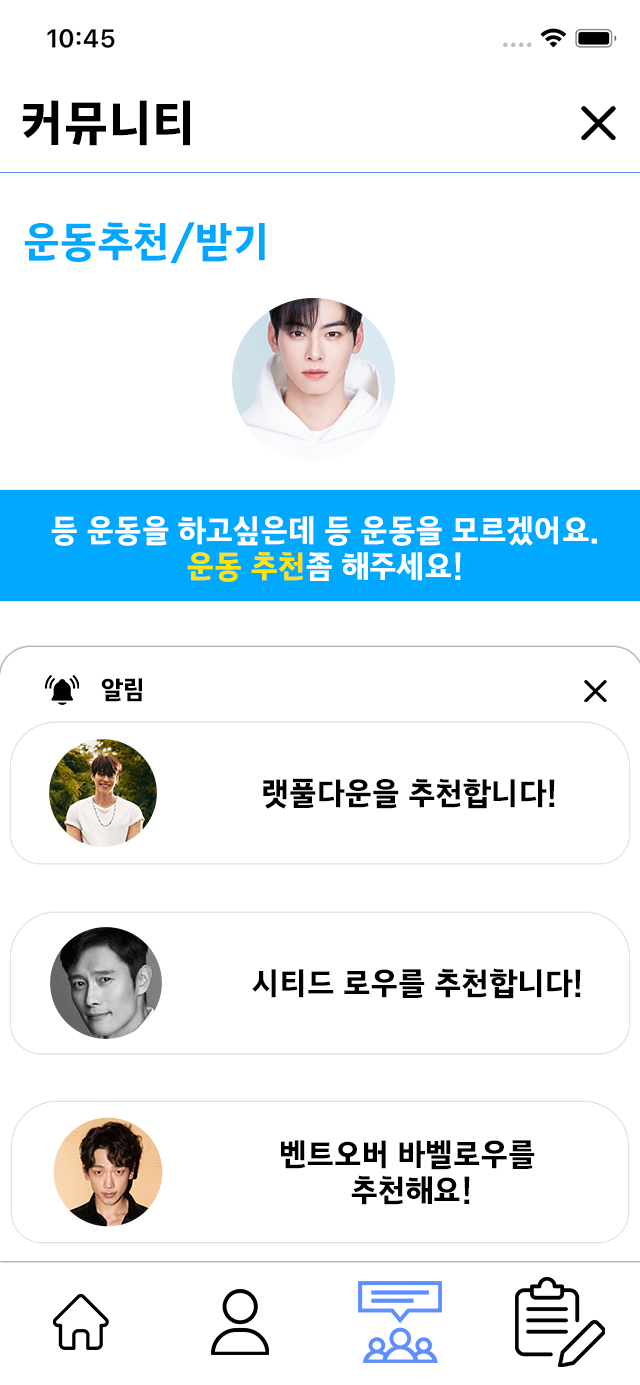 10:45
커뮤니티
운동추천/받기
등 운동을 하고싶은데 등 운동을 모르겠어요.
운동 추천좀 해주세요!
알림
랫풀다운을 추천합니다!
시티드 로우를 추천합니다!
벤트오버 바벨로우를
추천해요!